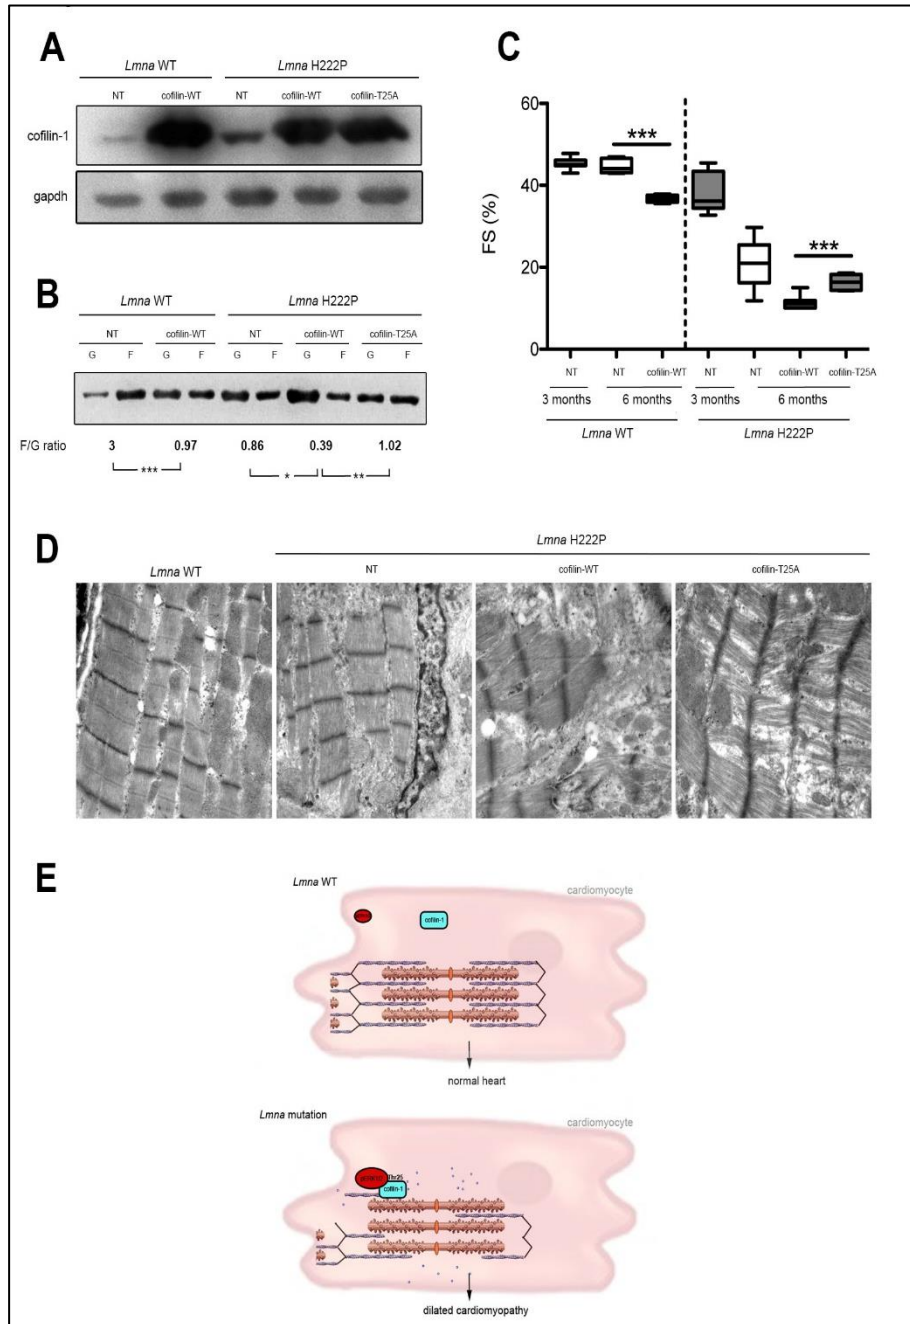 A
Lmna WT Lmna H222P
NT cofilin-WT NT cofilin-WT cofilin-T25A
cofilin-1
gapdh
B
Lmna WT Lmna H222P
NT cofilin-WT NT cofilin-WT cofilin-T25A
G F G F G F G F G F
F/G ratio 3 0.97 0.86 0.39 1.02
*** * **
C
60
40
20
0
FS (%)
*** ***
NT NT cofilin-WT NT NT cofilin-WT cofilin-T25A
3 months 6 months 3 months 6 months
Lmna WT Lmna H222P
D
Lmna H222P
Lmna WT NT cofilin-WT cofilin-T25A
E
Lmna WT
cardiomyocyte
cofilin-1
normal heart
Lmna mutation
cardiomyocyte
Thr25
cofilin-1
dilated cardiomyopathy